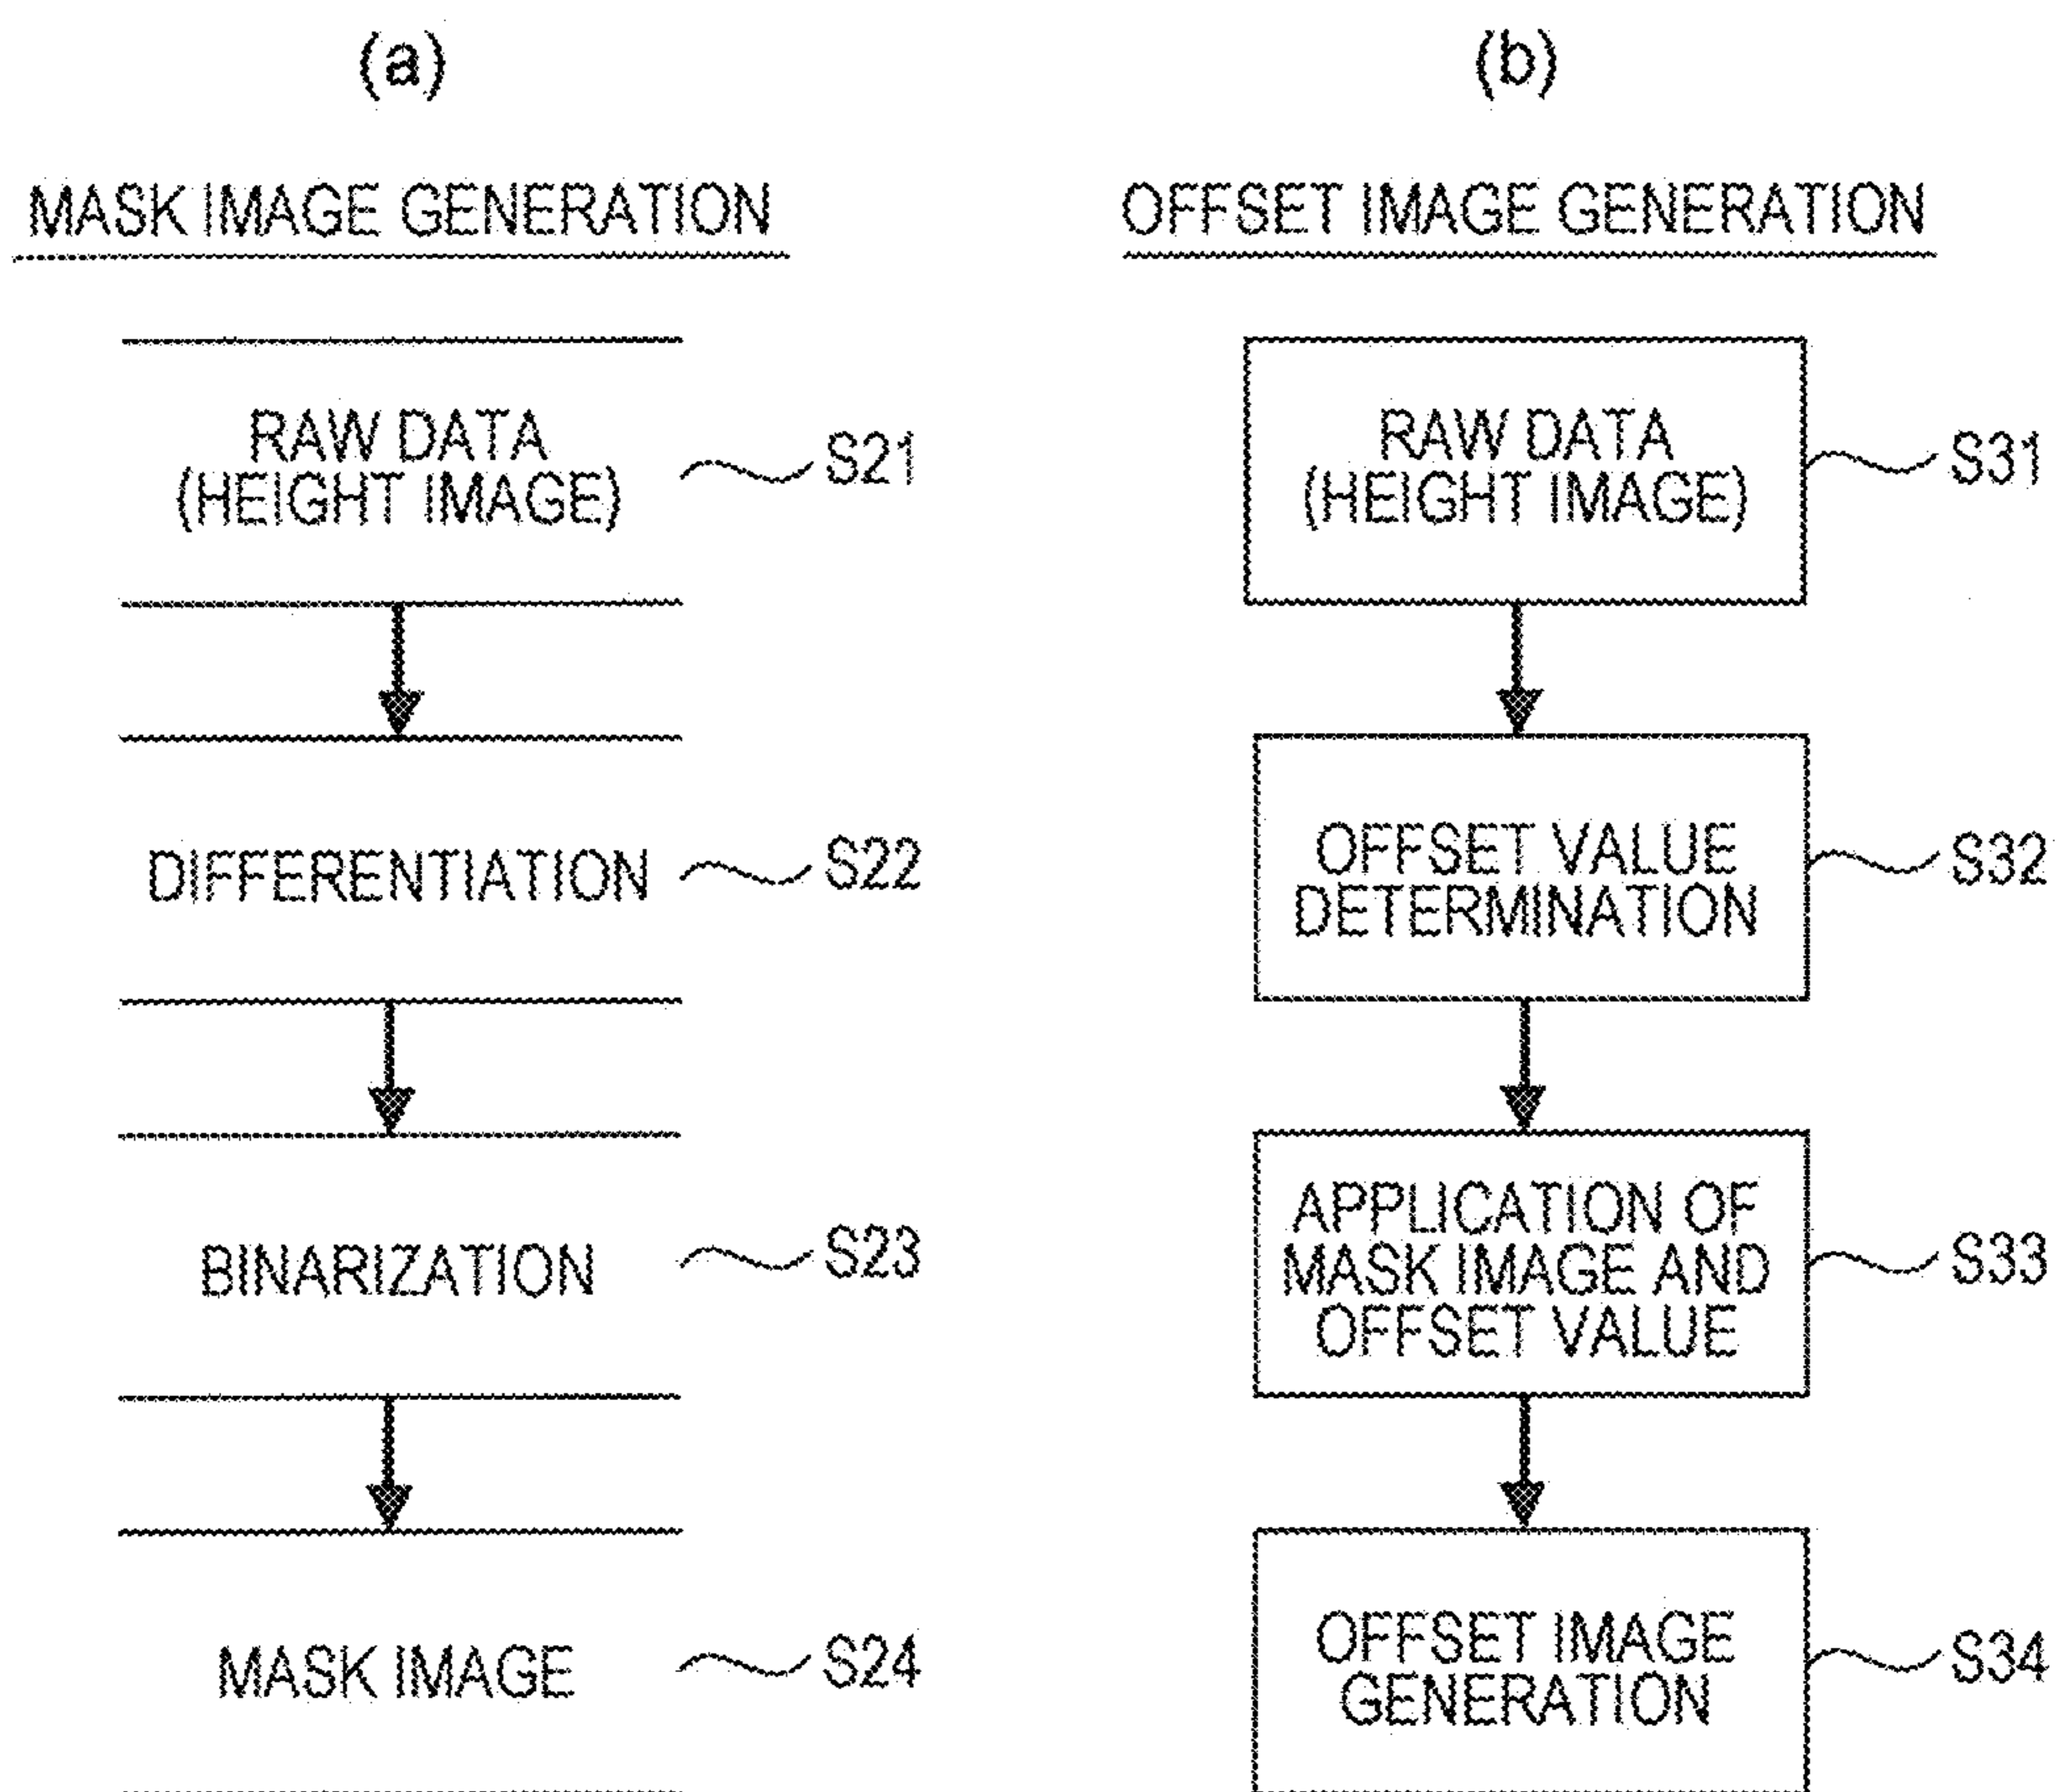 (a)
MASK IMAGE GENERATION
RAW DATA
(HEIGHT IMAGE)
S21
DIFFERENTIATION
S22
BINARIZATION
S23
MASK IMAGE
S24
(b)
OFFSET IMAGE GENERATION
RAW DATA
(HEIGHT IMAGE)
S31
OFFSET VALUE
DETERMINATION
S32
APPLICATION OF
MASK IMAGE AND
OFFSET VALUE
S33
OFFSET IMAGE
GENERATION
S34